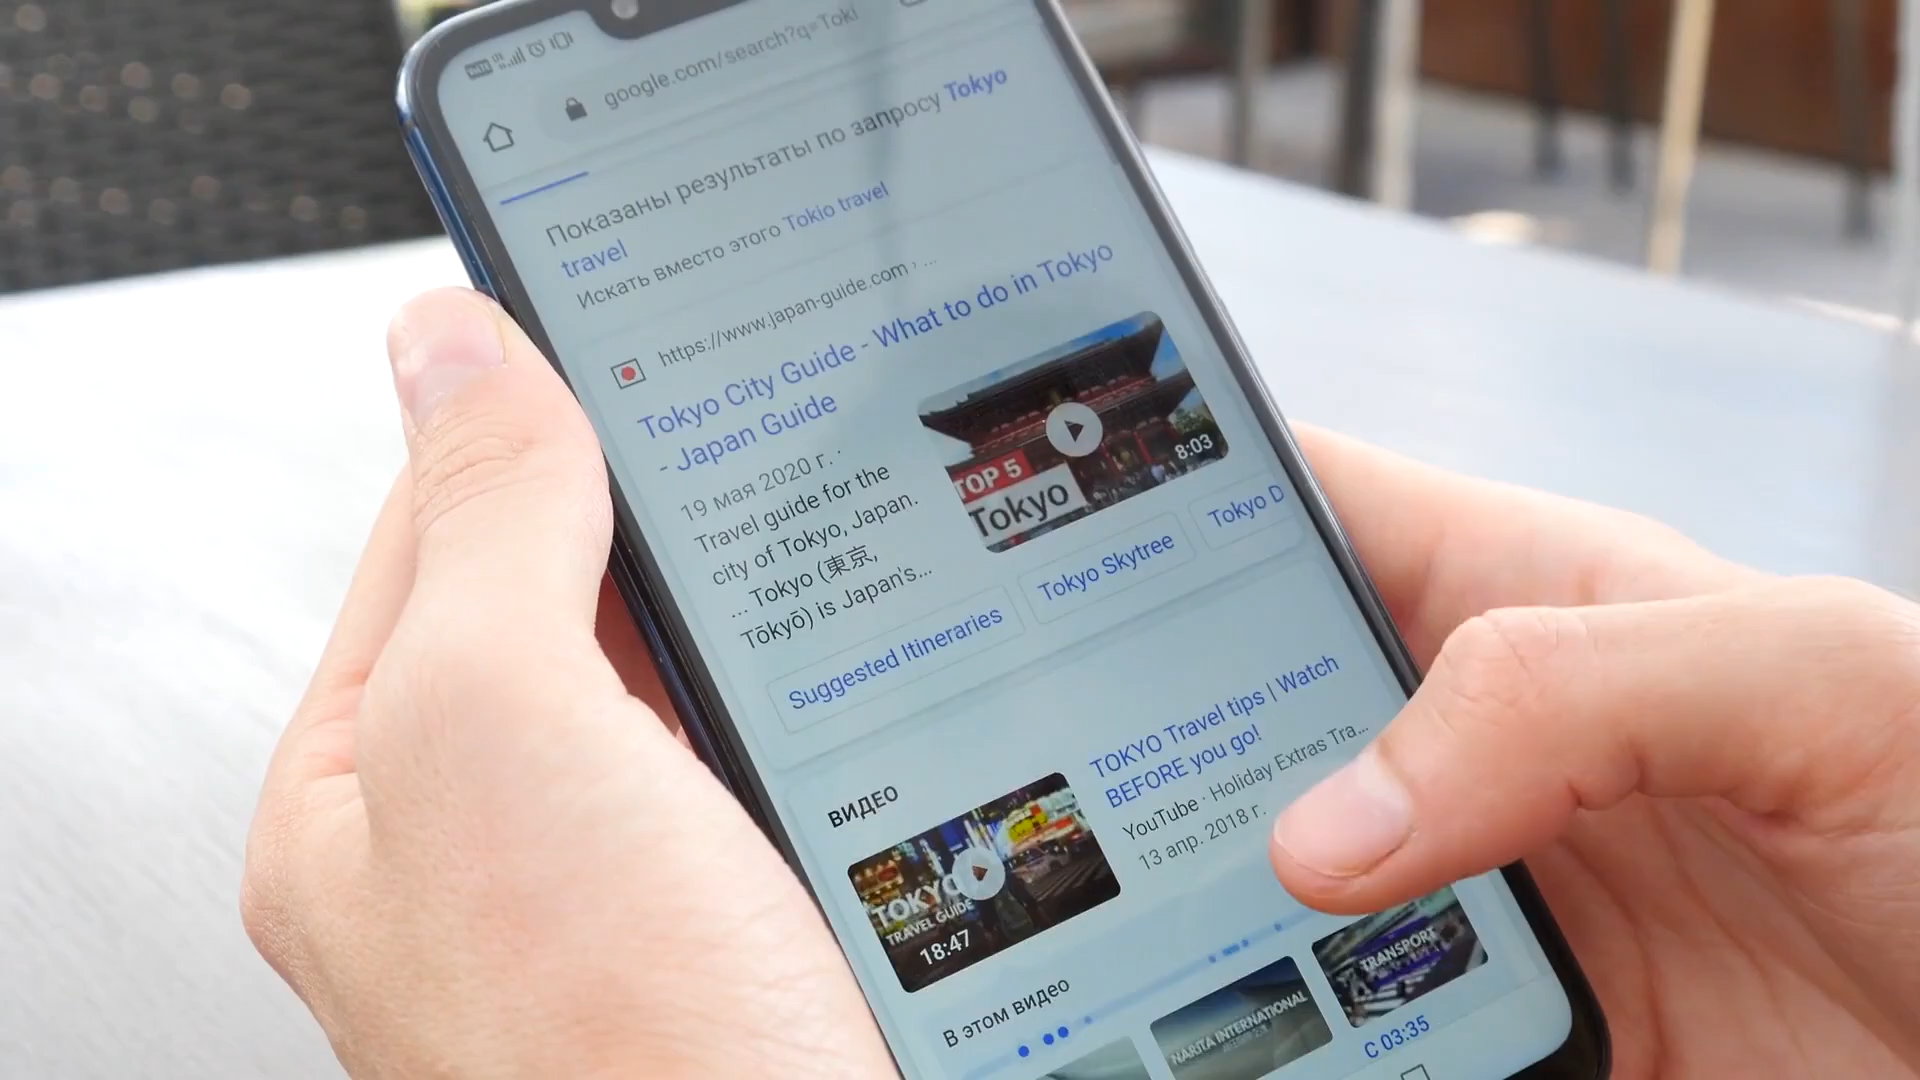 google.com/search?q=Toki
Показаны результаты по запросу Tokyo
travel
Искать вместо этого Tokio travel
https://www.japan-guide.com › ...
Tokyo City Guide - What to do in Tokyo
- Japan Guide
19 мая 2020 г. ·
Travel guide for the
city of Tokyo, Japan.
... Tokyo (東京,
Tōkyō) is Japan's...
TOP 5
Tokyo
8:03
Suggested Itineraries
Tokyo Skytree
Tokyo D
ВИДЕО
TOKYO
TRAVEL GUIDE
18:47
TOKYO Travel tips | Watch
BEFORE you go!
YouTube · Holiday Extras Tra...
13 апр. 2018 г.
В этом видео
NARITA INTERNATIONAL
TRANSPORT
С 03:35